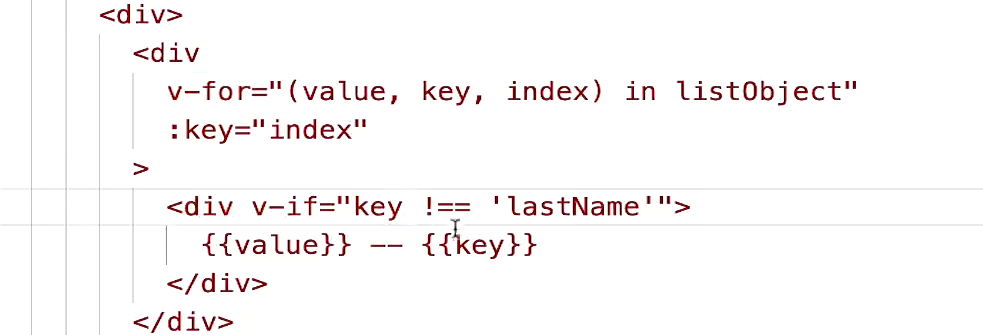 <div>
<div
v-for="(value, key, index) in listObject"
:key="index"
>
<div v-if="key !== 'lastName'">
{{value}} -- {{key}}
</div>
</div>